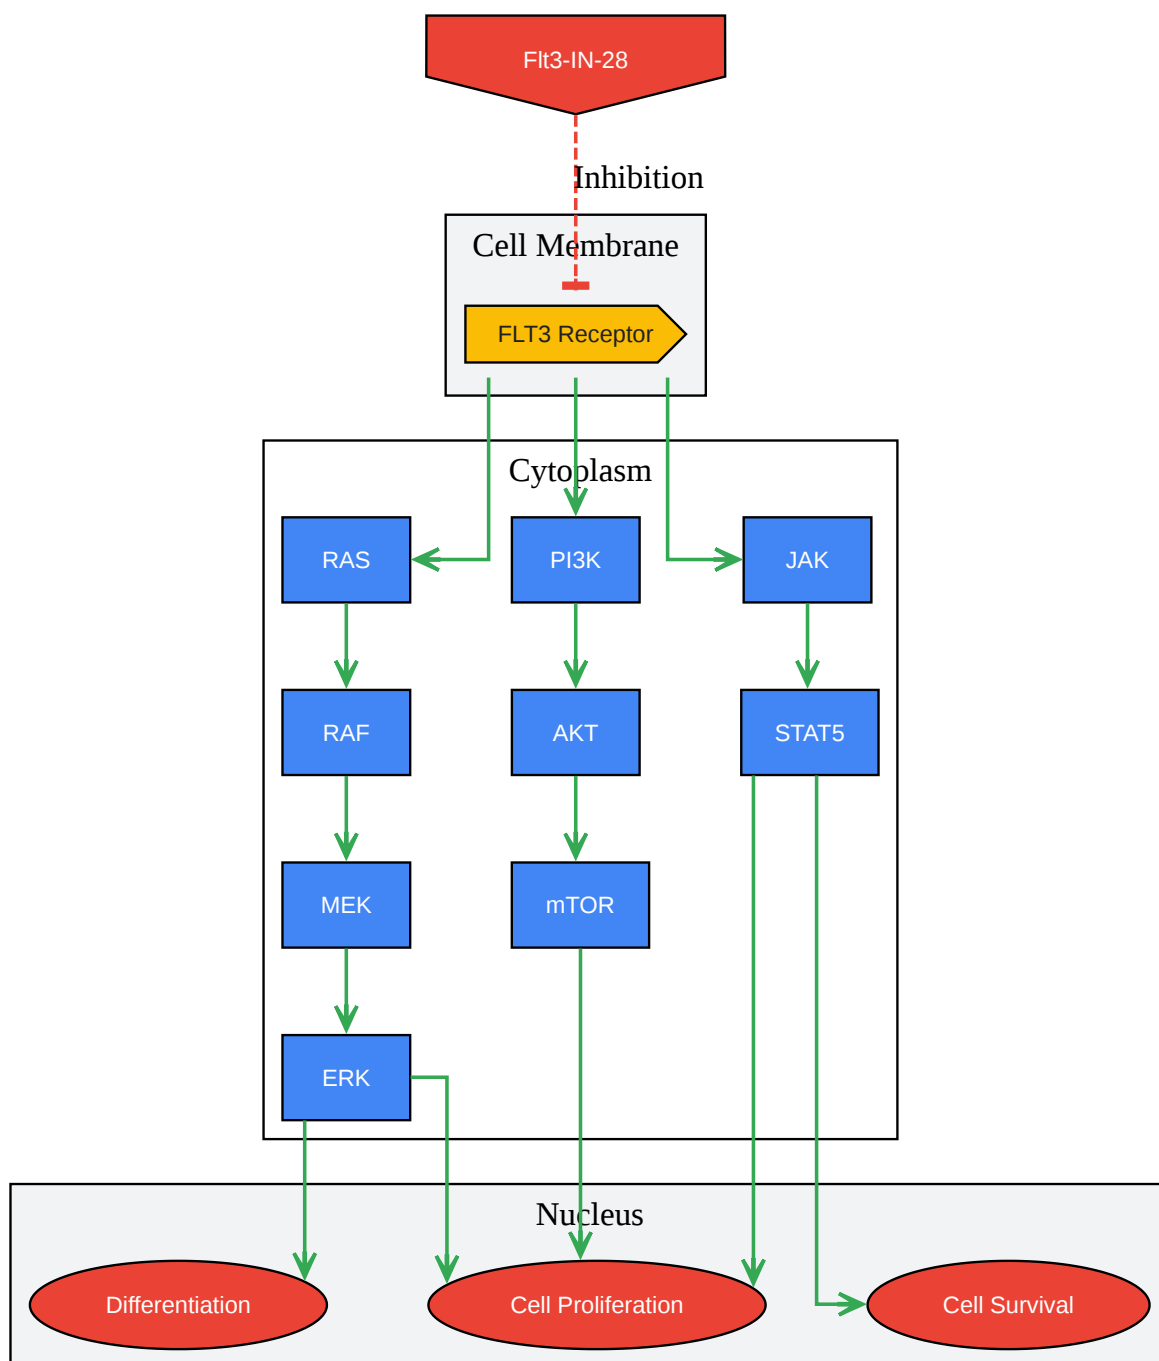 Flt3-IN-28
Inhibition
Cell Membrane
FLT3 Receptor
Cytoplasm
RAS
PI3K
JAK
RAF
AKT
STAT5
MEK
mTOR
ERK
Nucleus
Differentiation
Cell Proliferation
Cell Survival